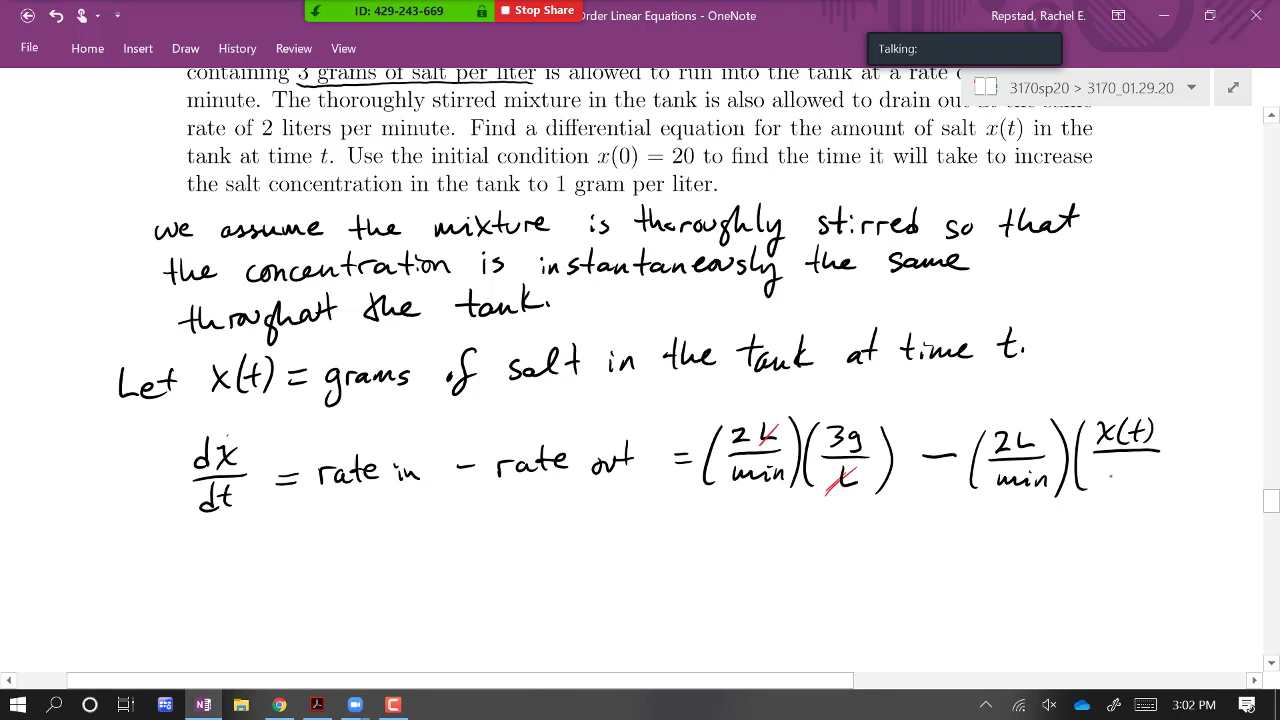 ID: 429-243-669
Stop Share
Order Linear Equations - OneNote
Repstad, Rachel E.
File
Home
Insert
Draw
History
Review
View
Talking:
3170sp20 > 3170_01.29.20
containing 3 grams of salt per liter is allowed to run into the tank at a rate
minute. The thoroughly stirred mixture in the tank is also allowed to drain out at the same
rate of 2 liters per minute. Find a differential equation for the amount of salt x(t) in the
tank at time t. Use the initial condition x(0) = 20 to find the time it will take to increase
the salt concentration in the tank to 1 gram per liter.
we assume the mixture is thoroughly stirred so that
the concentration is instantaneously the same
throughout the tank.
Let x(t) = grams of salt in the tank at time t.
dx/dt = rate in - rate out = (2L/min)(3g/L) - (2L/min)(x(t)
3:02 PM